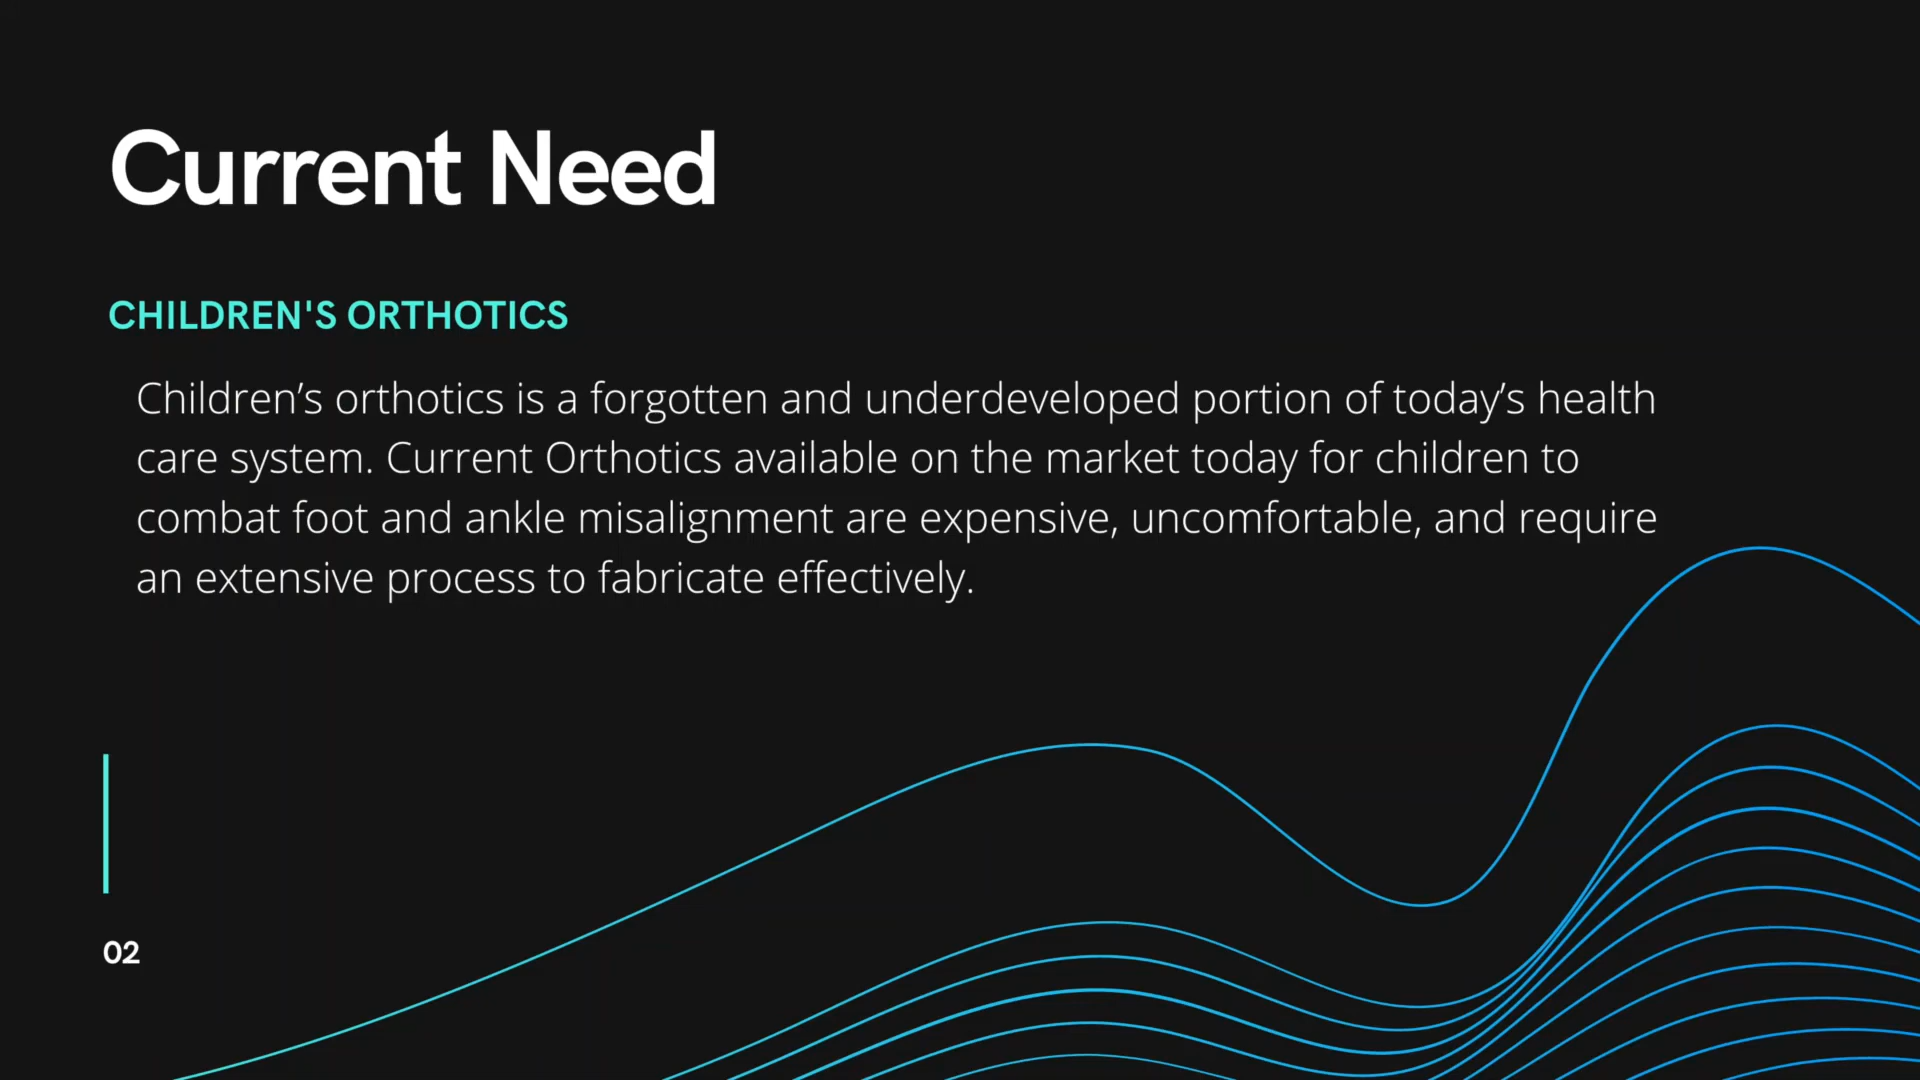 Current Need
CHILDREN'S ORTHOTICS
Children’s orthotics is a forgotten and underdeveloped portion of today’s health
care system. Current Orthotics available on the market today for children to
combat foot and ankle misalignment are expensive, uncomfortable, and require
an extensive process to fabricate effectively.
02